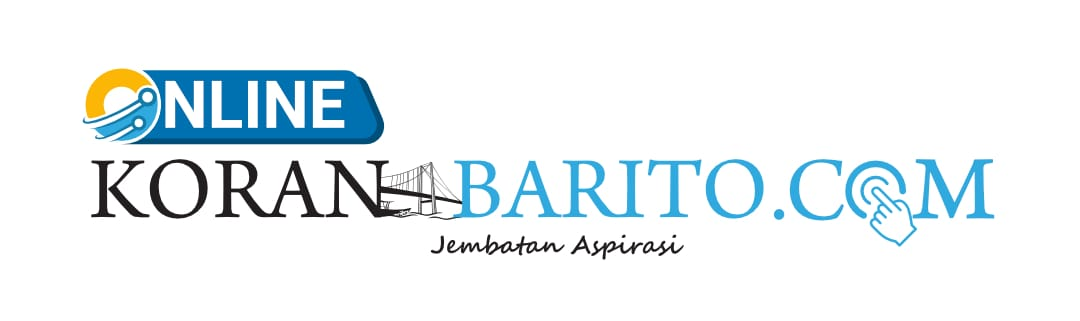 ONLINE
KORAN BARITO.COM
Jembatan Aspirasi